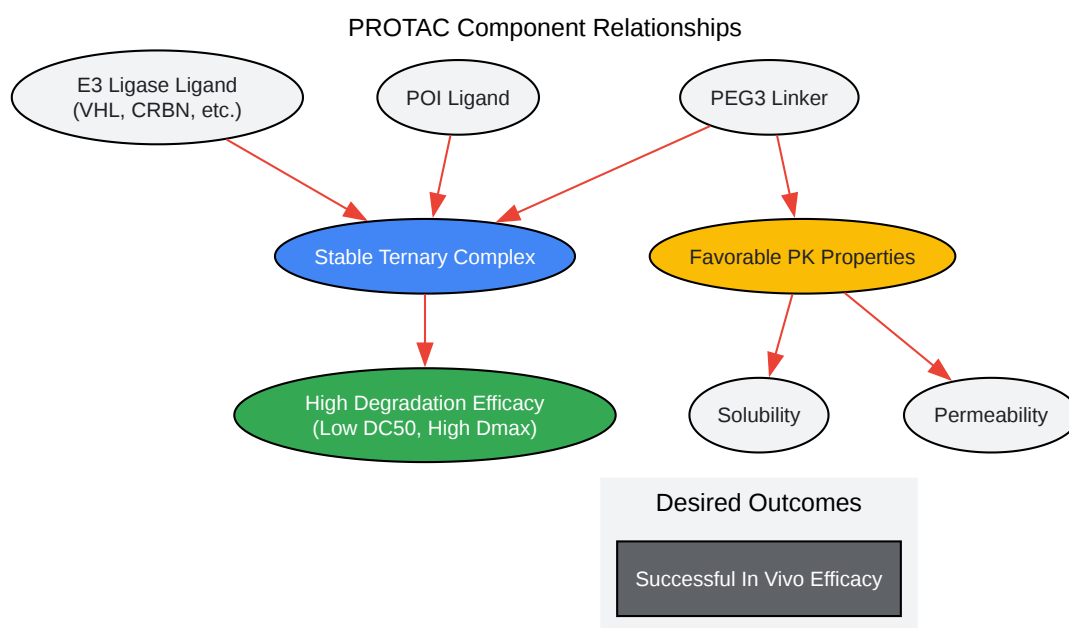 PROTAC Component Relationships
E3 Ligase Ligand
(VHL, CRBN, etc.)
POI Ligand
PEG3 Linker
Stable Ternary Complex
Favorable PK Properties
High Degradation Efficacy
(Low DC50, High Dmax)
Solubility
Permeability
Desired Outcomes
Successful In Vivo Efficacy